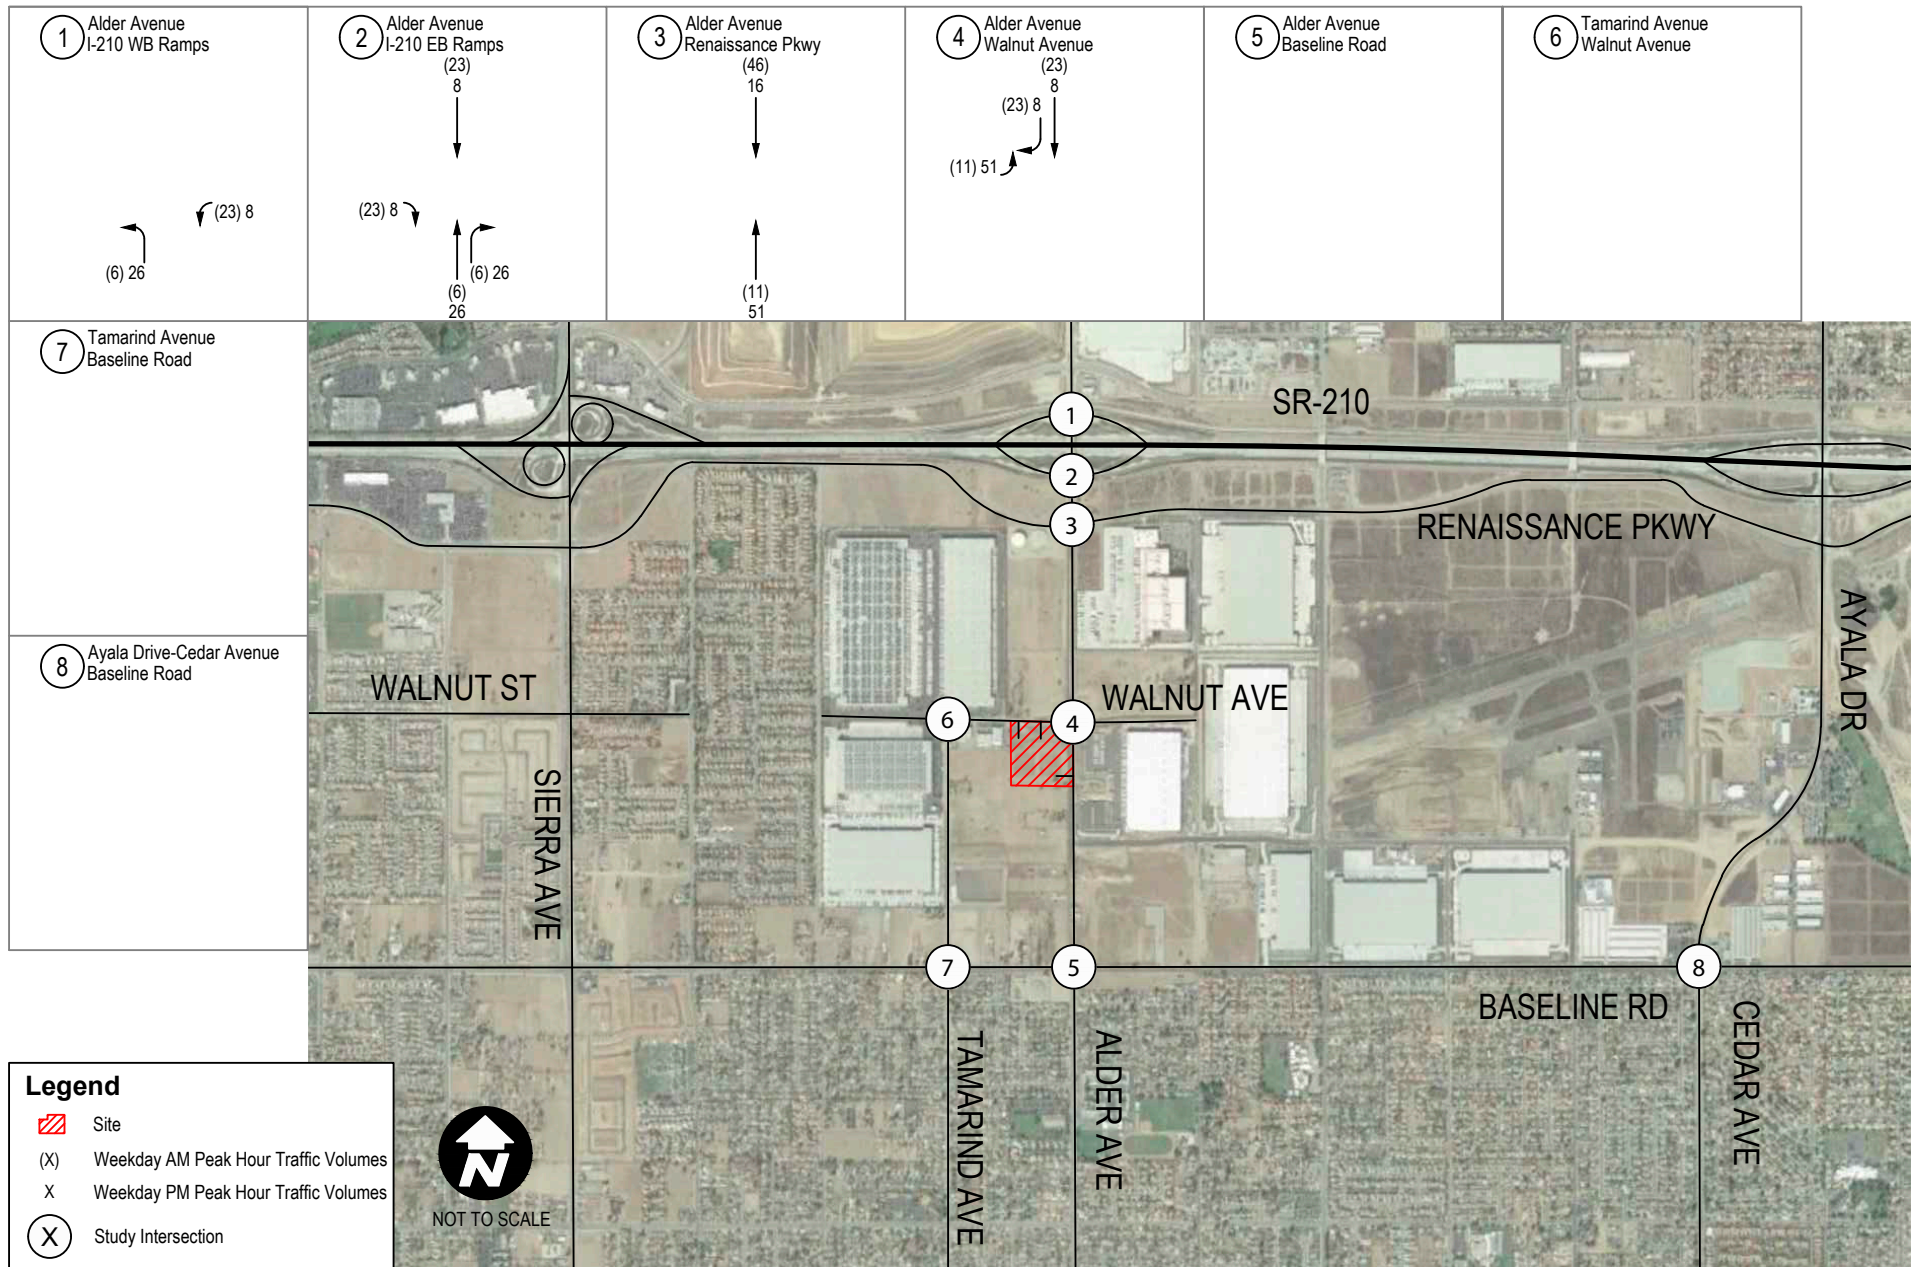 1
Alder Avenue
I-210 WB Ramps
(23) 8
(6) 26
2
Alder Avenue
I-210 EB Ramps
(23)
8
(23) 8
(6) 26
(6)
26
3
Alder Avenue
Renaissance Pkwy
(46)
16
(11)
51
4
Alder Avenue
Walnut Avenue
(23)
8
(23) 8
(11) 51
5
Alder Avenue
Baseline Road
6
Tamarind Avenue
Walnut Avenue
7
Tamarind Avenue
Baseline Road
8
Ayala Drive-Cedar Avenue
Baseline Road
SR-210
1
2
3
RENAISSANCE PKWY
AYALA DR
WALNUT ST
WALNUT AVE
6
4
SIERRA AVE
7
5
8
BASELINE RD
TAMARIND AVE
ALDER AVE
CEDAR AVE
Legend
Site
(X) Weekday AM Peak Hour Traffic Volumes
X Weekday PM Peak Hour Traffic Volumes
X Study Intersection
N
NOT TO SCALE